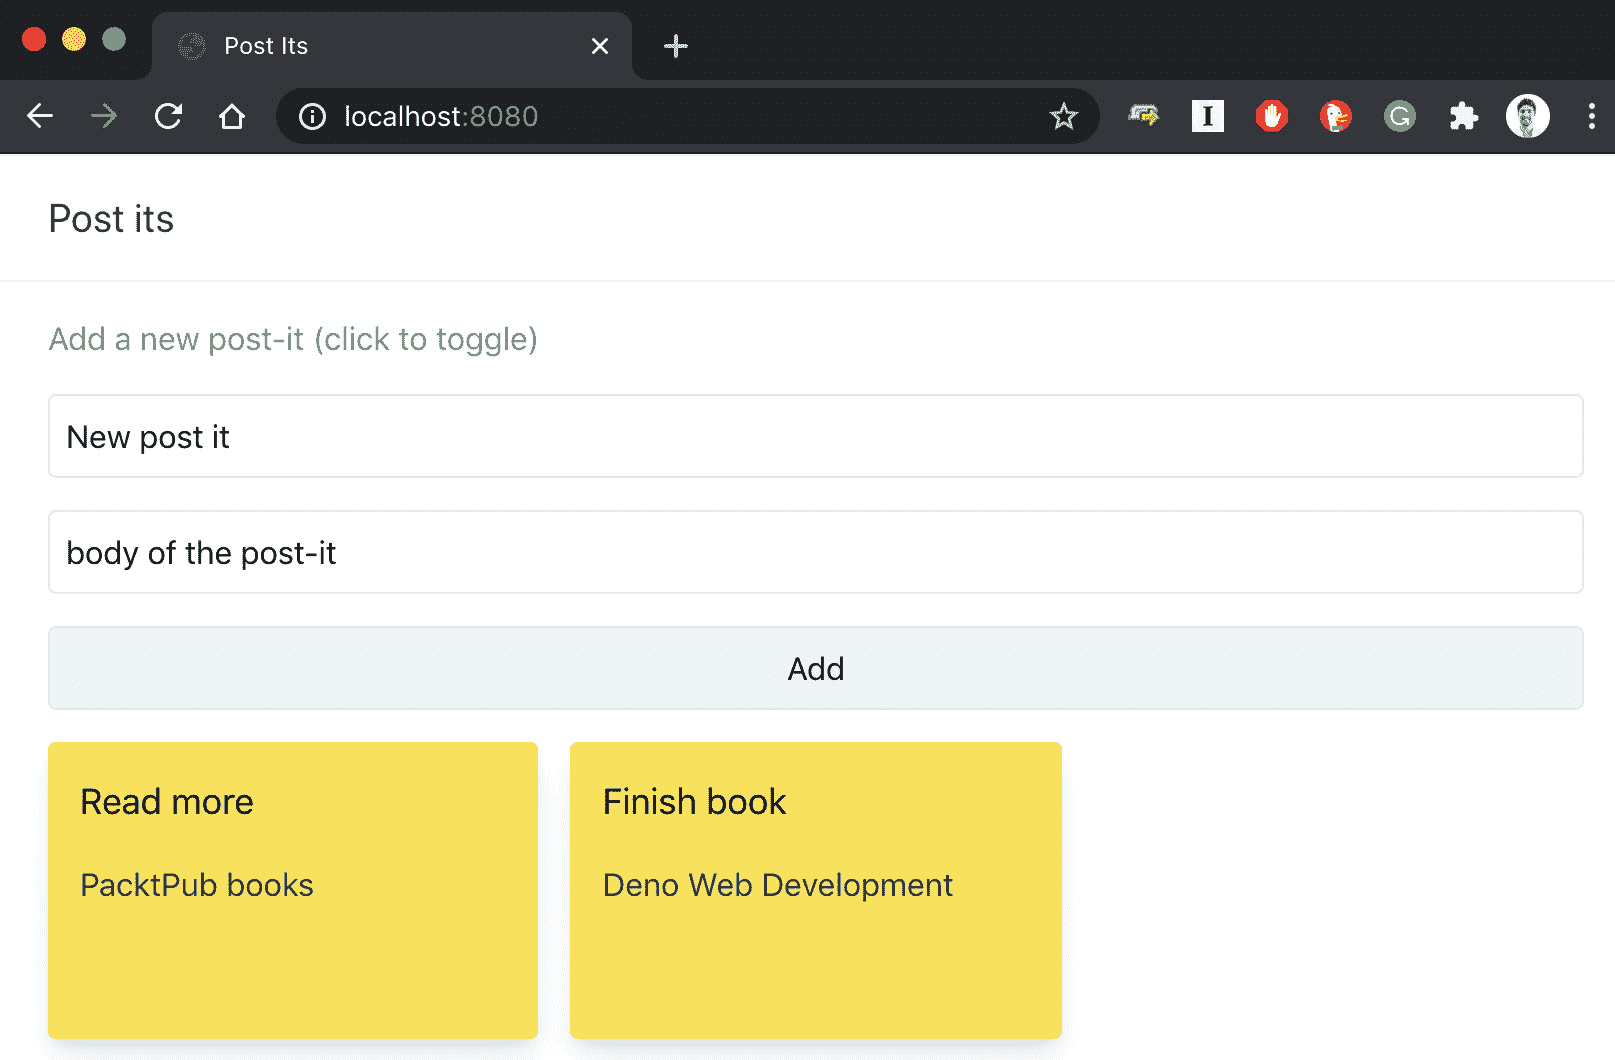 Post Its
localhost:8080
I
G
Post its
Add a new post-it (click to toggle)
New post it
body of the post-it
Add
Read more
Finish book
PacktPub books
Deno Web Development